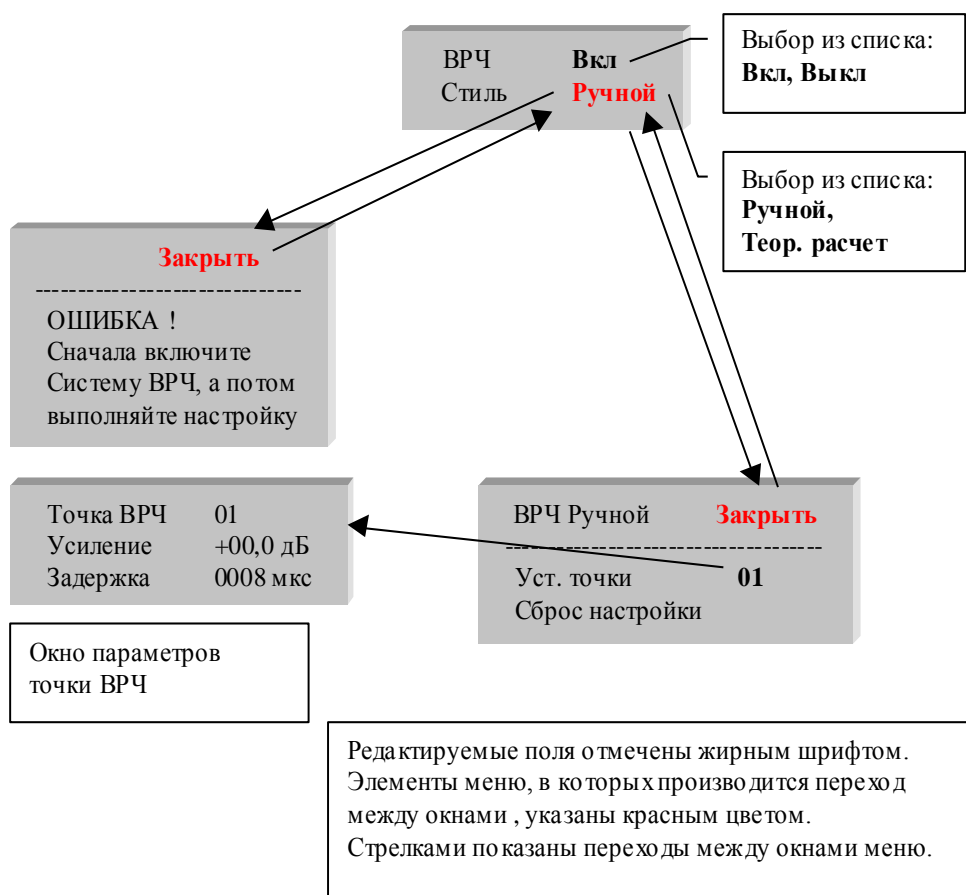 ВРЧ Вкл
Стиль Ручной
Выбор из списка:
Вкл, Выкл
Выбор из списка:
Ручной,
Теор. расчет
Закрыть
--------------------------------
ОШИБКА !
Сначала включите
Систему ВРЧ, а потом
выполняйте настройку
Точка ВРЧ 01
Усиление +00,0 дБ
Задержка 0008 мкс
ВРЧ Ручной Закрыть
--------------------------------
Уст. точки 01
Сброс настройки
Окно параметров
точки ВРЧ
Редактируемые поля отмечены жирным шрифтом.
Элементы меню, в которых производится переход
между окнами , указаны красным цветом.
Стрелками показаны переходы между окнами меню.